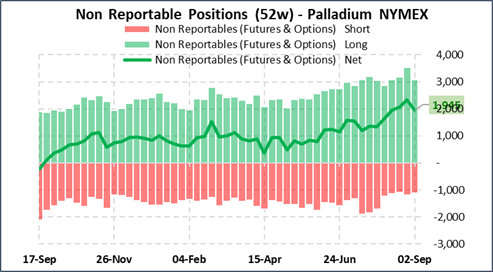 Non Reportable Positions (52w) - Palladium NYMEX
Non Reportables (Futures & Options) Short
Non Reportables (Futures & Options) Long
Non Reportables (Futures & Options) Net
4,000
3,000
1,945
2,000
1,000
-
-1,000
-2,000
-3,000
17-Sep 26-Nov 04-Feb 15-Apr 24-Jun 02-Sep